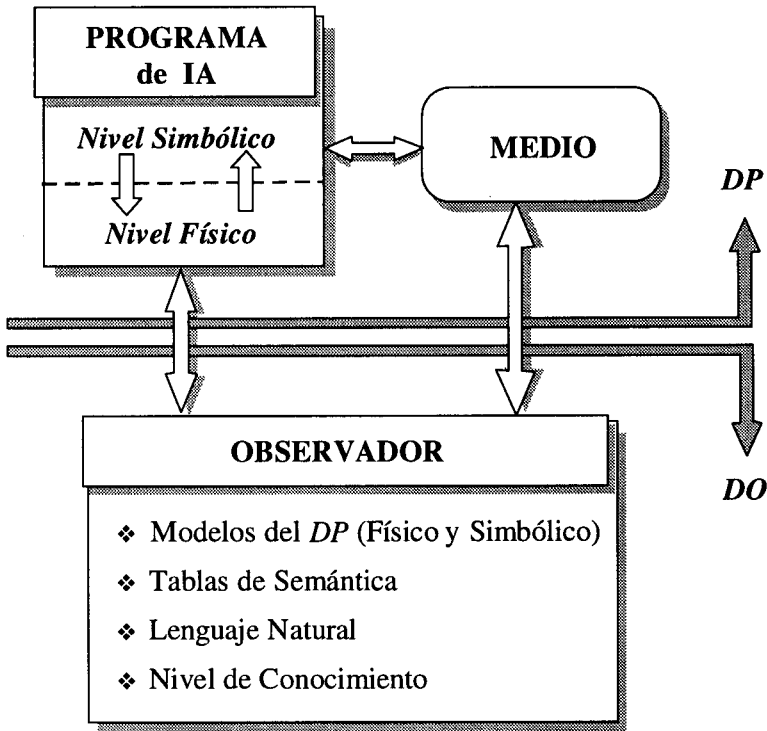 PROGRAMA
de IA
Nivel Simbólico
Nivel Físico
MEDIO
DP
OBSERVADOR
DO
❖ Modelos del DP (Físico y Simbólico)
❖ Tablas de Semántica
❖ Lenguaje Natural
❖ Nivel de Conocimiento